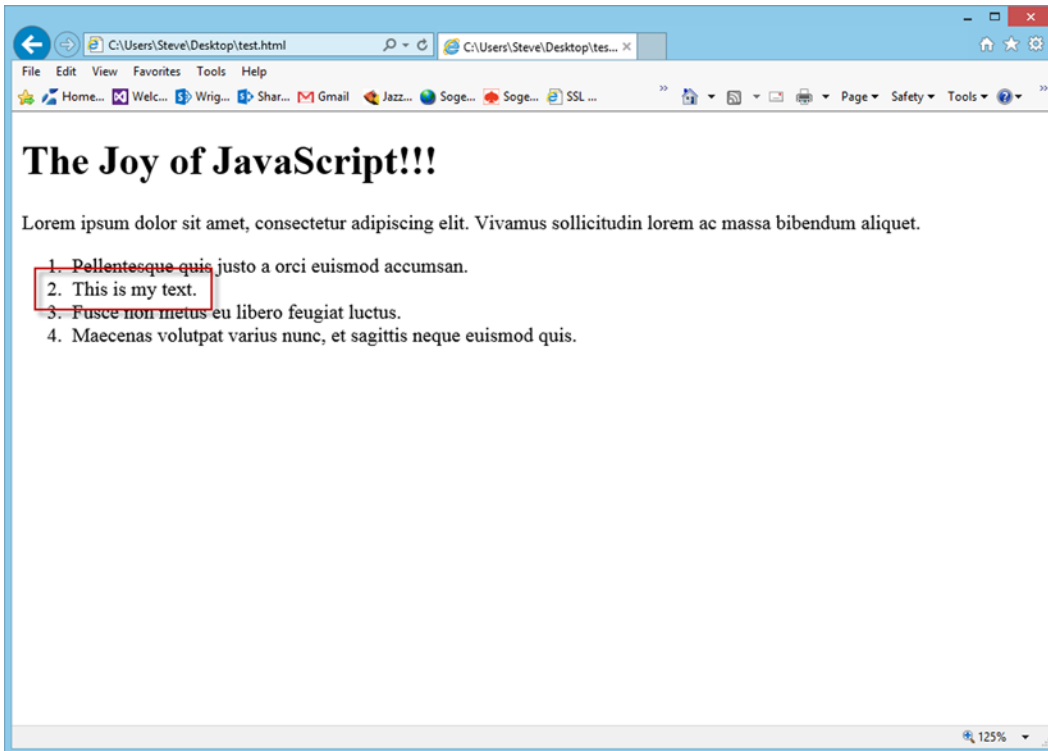 C:\Users\Steve\Desktop\test.html
C:\Users\Steve\Desktop\tes...
File Edit View Favorites Tools Help
Home... Welc... Wrig... Shar... Gmail Jazz... Soge... Soge... SSL ... Page Safety Tools
The Joy of JavaScript!!!
Lorem ipsum dolor sit amet, consectetur adipiscing elit. Vivamus sollicitudin lorem ac massa bibendum aliquet.
1. Pellentesque quis justo a orci euismod accumsan.
2. This is my text.
3. Fusce non metus eu libero feugiat luctus.
4. Maecenas volutpat varius nunc, et sagittis neque euismod quis.
125%